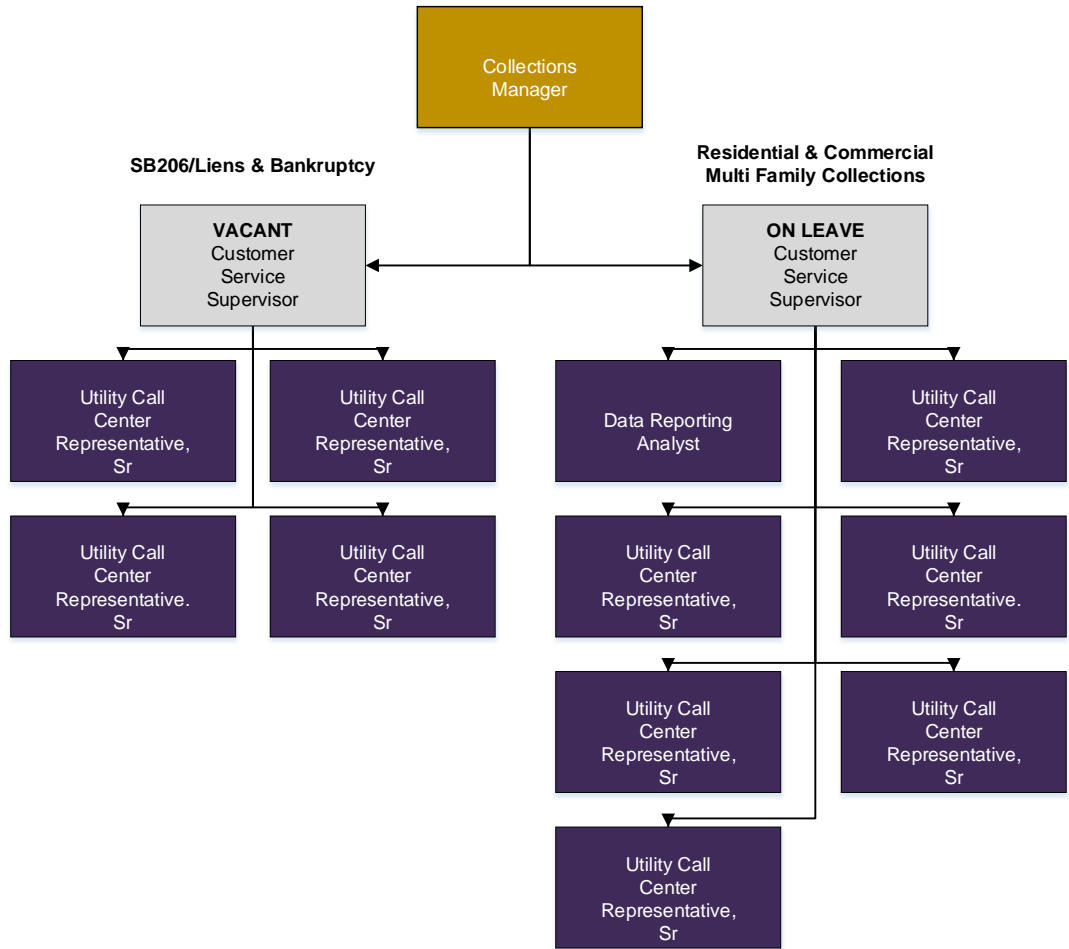 Collections
Manager
SB206/Liens & Bankruptcy
Residential & Commercial
Multi Family Collections
VACANT
Customer
Service
Supervisor
ON LEAVE
Customer
Service
Supervisor
Utility Call
Center
Representative,
Sr
Utility Call
Center
Representative,
Sr
Data Reporting
Analyst
Utility Call
Center
Representative,
Sr
Utility Call
Center
Representative.
Sr
Utility Call
Center
Representative,
Sr
Utility Call
Center
Representative,
Sr
Utility Call
Center
Representative.
Sr
Utility Call
Center
Representative,
Sr
Utility Call
Center
Representative,
Sr
Utility Call
Center
Representative,
Sr